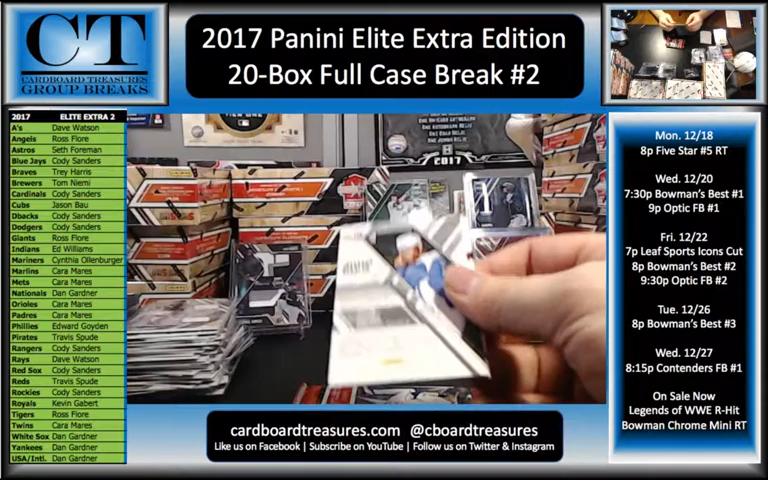 CT
CARDBOARD TREASURES
GROUP BREAKS
2017 Panini Elite Extra Edition
20-Box Full Case Break #2
2017 ELITE EXTRA 2
A's Dave Watson
Angels Ross Flore
Astros Seth Foreman
Blue Jays Cody Sanders
Braves Trey Harris
Brewers Tom Niemi
Cardinals Cody Sanders
Cubs Jason Bau
Dbacks Cody Sanders
Dodgers Cody Sanders
Giants Ross Flore
Indians Ed Williams
Mariners Cynthia Ollenburger
Marlins Cara Mares
Mets Cara Mares
Nationals Dan Gardner
Orioles Cara Mares
Padres Cara Mares
Phillies Edward Goyden
Pirates Travis Spude
Rangers Cody Sanders
Rays Dave Watson
Red Sox Cody Sanders
Reds Travis Spude
Rockies Cody Sanders
Royals Kevin Gabert
Tigers Ross Flore
Twins Cara Mares
White Sox Dan Gardner
Yankees Dan Gardner
USA/Intl. Dan Gardner
ONE AUTOGRAPH RELIC
ONE JUMBO RELIC
2017
Mon. 12/18
8p Five Star #5 RT
Wed. 12/20
7:30p Bowman's Best #1
9p Optic FB #1
Fri. 12/22
7p Leaf Sports Icons Cut
8p Bowman's Best #2
9:30p Optic FB #2
Tue. 12/26
8p Bowman's Best #3
Wed. 12/27
8:15p Contenders FB #1
On Sale Now
Legends of WWE R-Hit
Bowman Chrome Mini RT
cardboardtreasures.com @cboardtreasures
Like us on Facebook | Subscribe on YouTube | Follow us on Twitter & Instagram